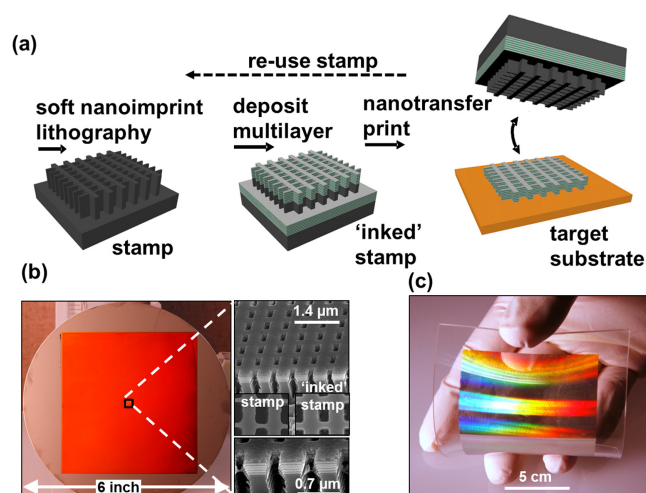 (a)
re-use stamp
soft nanoimprint
lithography
deposit
multilayer
nanotransfer
print
stamp
‘inked’
stamp
target
substrate
(b)
1.4 µm
stamp
‘inked’
stamp
0.7 µm
6 inch
(c)
5 cm